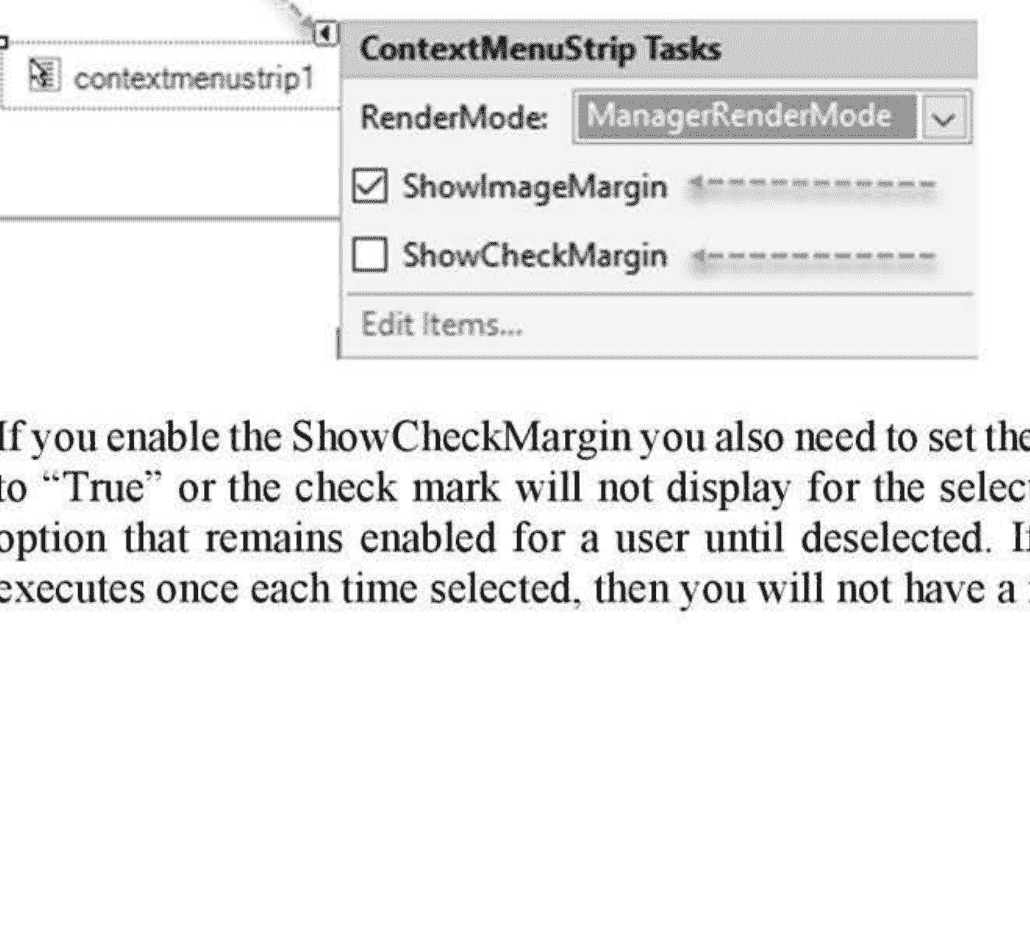 ContextMenuStrip Tasks
contextmenustrip1
RenderMode: ManagerRenderMode
ShowImageMargin
ShowCheckMargin
Edit Items...
If you enable the ShowCheckMargin you also need to set the
to “True” or the check mark will not display for the select
option that remains enabled for a user until deselected. If
executes once each time selected, then you will not have a